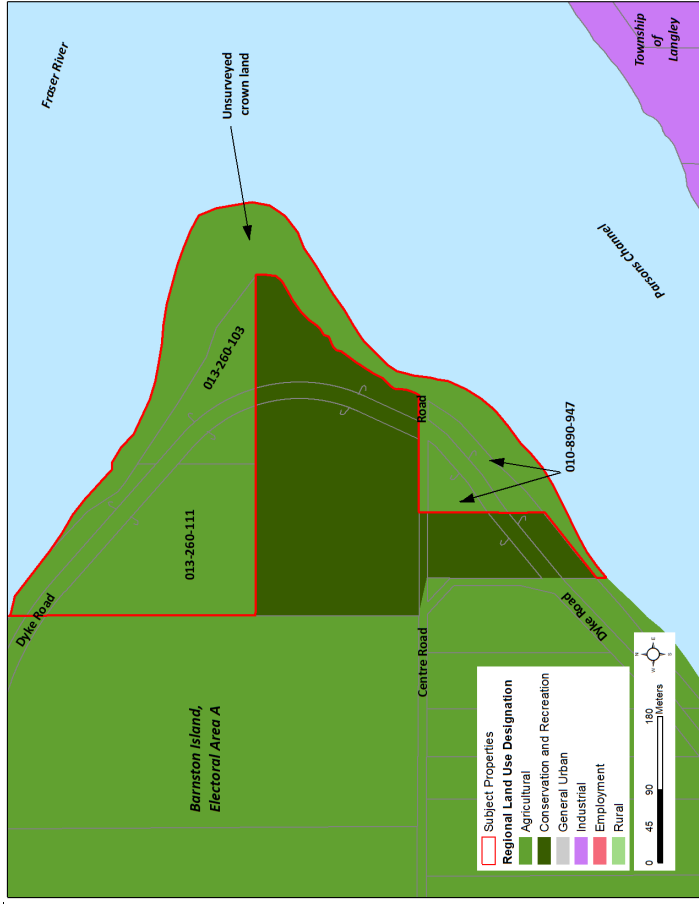 Fraser River
Unsurveyed
crown land
Township
of
Langley
013-260-103
Parsons Channel
013-260-111
Road
010-890-947
Dyke Road
Centre Road
Dyke Road
Barnston Island,
Electoral Area A
Subject Properties
Regional Land Use Designation
Agricultural
Conservation and Recreation
General Urban
Industrial
Employment
Rural
0 45 90 180
Meters
N
W E
S